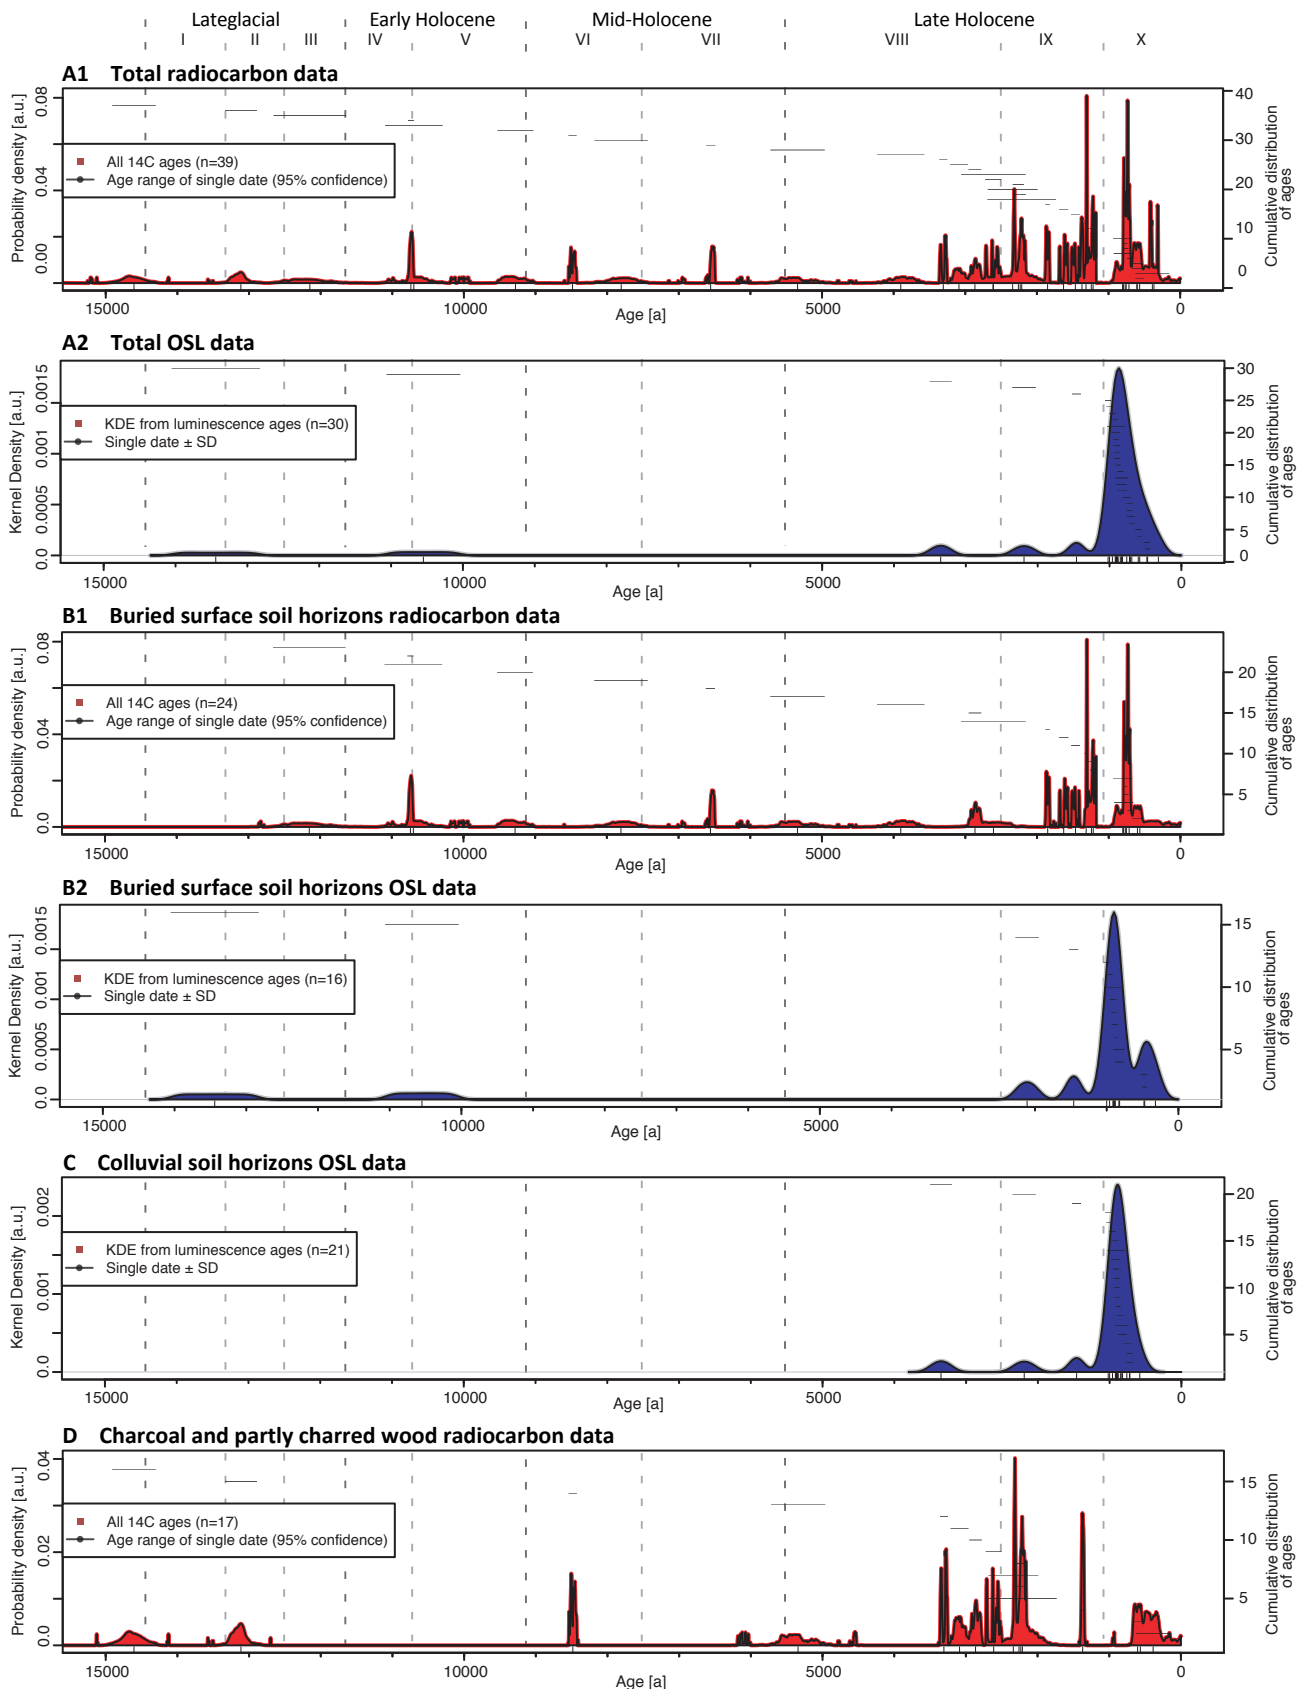 Lateglacial Early Holocene Mid-Holocene Late Holocene
I II III IV V VI VII VIII IX X
A1 Total radiocarbon data
Probability density [a.u.]
0.08
0.04
0.00
All 14C ages (n=39)
Age range of single date (95% confidence)
40
30
20
10
0
Cumulative distribution
of ages
15000 10000 5000 0
Age [a]
A2 Total OSL data
Kernel Density [a.u.]
0.0015
0.001
0.0005
0.0
KDE from luminescence ages (n=30)
Single date ± SD
30
25
20
15
10
5
0
Cumulative distribution
of ages
15000 10000 5000 0
Age [a]
B1 Buried surface soil horizons radiocarbon data
Probability density [a.u.]
0.08
0.04
0.0
All 14C ages (n=24)
Age range of single date (95% confidence)
20
15
10
5
Cumulative distribution
of ages
15000 10000 5000 0
Age [a]
B2 Buried surface soil horizons OSL data
Kernel Density [a.u.]
0.0015
0.001
0.0005
0.0
KDE from luminescence ages (n=16)
Single date ± SD
15
10
5
Cumulative distribution
of ages
15000 10000 5000 0
Age [a]
C Colluvial soil horizons OSL data
Kernel Density [a.u.]
0.002
0.001
0.0
KDE from luminescence ages (n=21)
Single date ± SD
20
15
10
5
Cumulative distribution
of ages
15000 10000 5000 0
Age [a]
D Charcoal and partly charred wood radiocarbon data
Probability density [a.u.]
0.04
0.02
0.0
All 14C ages (n=17)
Age range of single date (95% confidence)
15
10
5
Cumulative distribution
of ages
15000 10000 5000 0
Age [a]